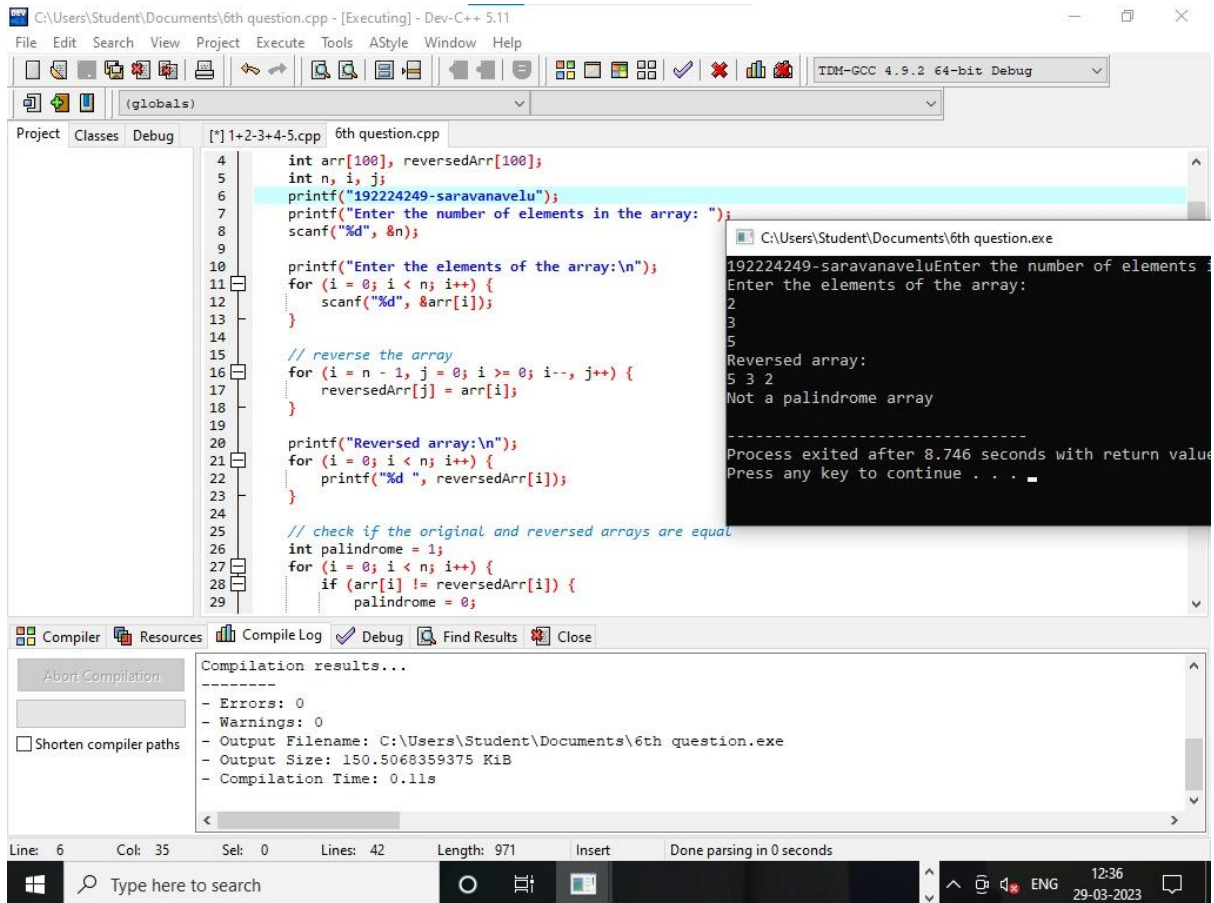 C:\Users\Student\Documents\6th question.cpp - [Executing] - Dev-C++ 5.11
File Edit Search View Project Execute Tools AStyle Window Help
TDM-GCC 4.9.2 64-bit Debug
(globals)
Project Classes Debug
[*] 1+2-3+4-5.cpp 6th question.cpp
4 int arr[100], reversedArr[100];
5 int n, i, j;
6 printf("192224249-saravanavelu");
7 printf("Enter the number of elements in the array: ");
8 scanf("%d", &n);
9
10 printf("Enter the elements of the array:\n");
11 for (i = 0; i < n; i++) {
12 scanf("%d", &arr[i]);
13 }
14
15 // reverse the array
16 for (i = n - 1, j = 0; i >= 0; i--, j++) {
17 reversedArr[j] = arr[i];
18 }
19
20 printf("Reversed array:\n");
21 for (i = 0; i < n; i++) {
22 printf("%d ", reversedArr[i]);
23 }
24
25 // check if the original and reversed arrays are equal
26 int palindrome = 1;
27 for (i = 0; i < n; i++) {
28 if (arr[i] != reversedArr[i]) {
29 palindrome = 0;
C:\Users\Student\Documents\6th question.exe
192224249-saravanaveluEnter the number of elements i
Enter the elements of the array:
2
3
5
Reversed array:
5 3 2
Not a palindrome array
--------------------------------
Process exited after 8.746 seconds with return value
Press any key to continue . . .
Compiler Resources Compile Log Debug Find Results Close
Abort Compilation
Shorten compiler paths
Compilation results...
--------
- Errors: 0
- Warnings: 0
- Output Filename: C:\Users\Student\Documents\6th question.exe
- Output Size: 150.5068359375 KiB
- Compilation Time: 0.11s
Line: 6 Col: 35 Sel: 0 Lines: 42 Length: 971 Insert Done parsing in 0 seconds
Type here to search
ENG
12:36
29-03-2023